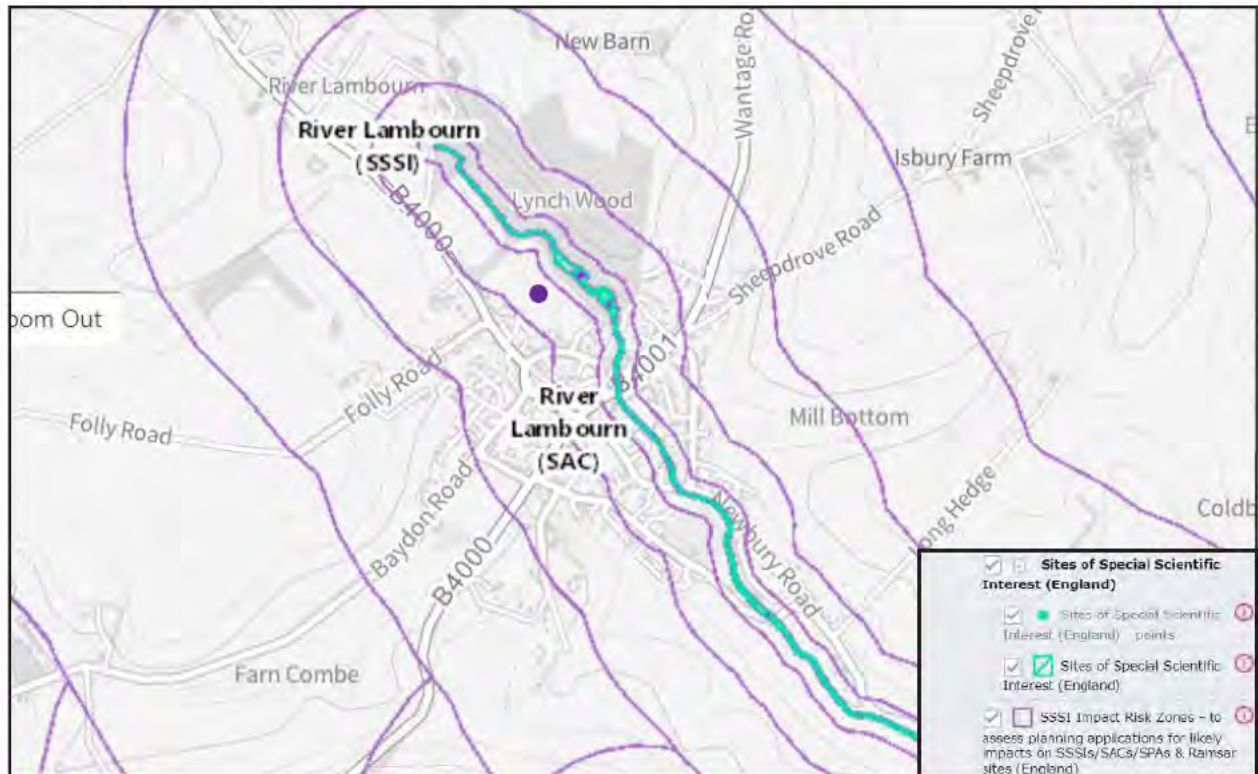 New Barn
Wantage Ro
Sheepdrove
River Lambourn
River Lambourn
(SSSI)
Isbury Farm
E
Lynch Wood
B4000
Sheepdrove Road
oom Out
B4001
Folly Road
River
Lambourn
(SAC)
Folly Road
Mill Bottom
Baydon Road
B4000
Newbury Road
Long Hedge
Coldb
Farn Combe
Sites of Special Scientific
Interest (England)
Sites of Special Scientific
Interest (England) points
Sites of Special Scientific
Interest (England)
SSSI Impact Risk Zones - to
assess planning applications for likely
impacts on SSSIs/SACs/SPAs & Ramsar
sites (England)